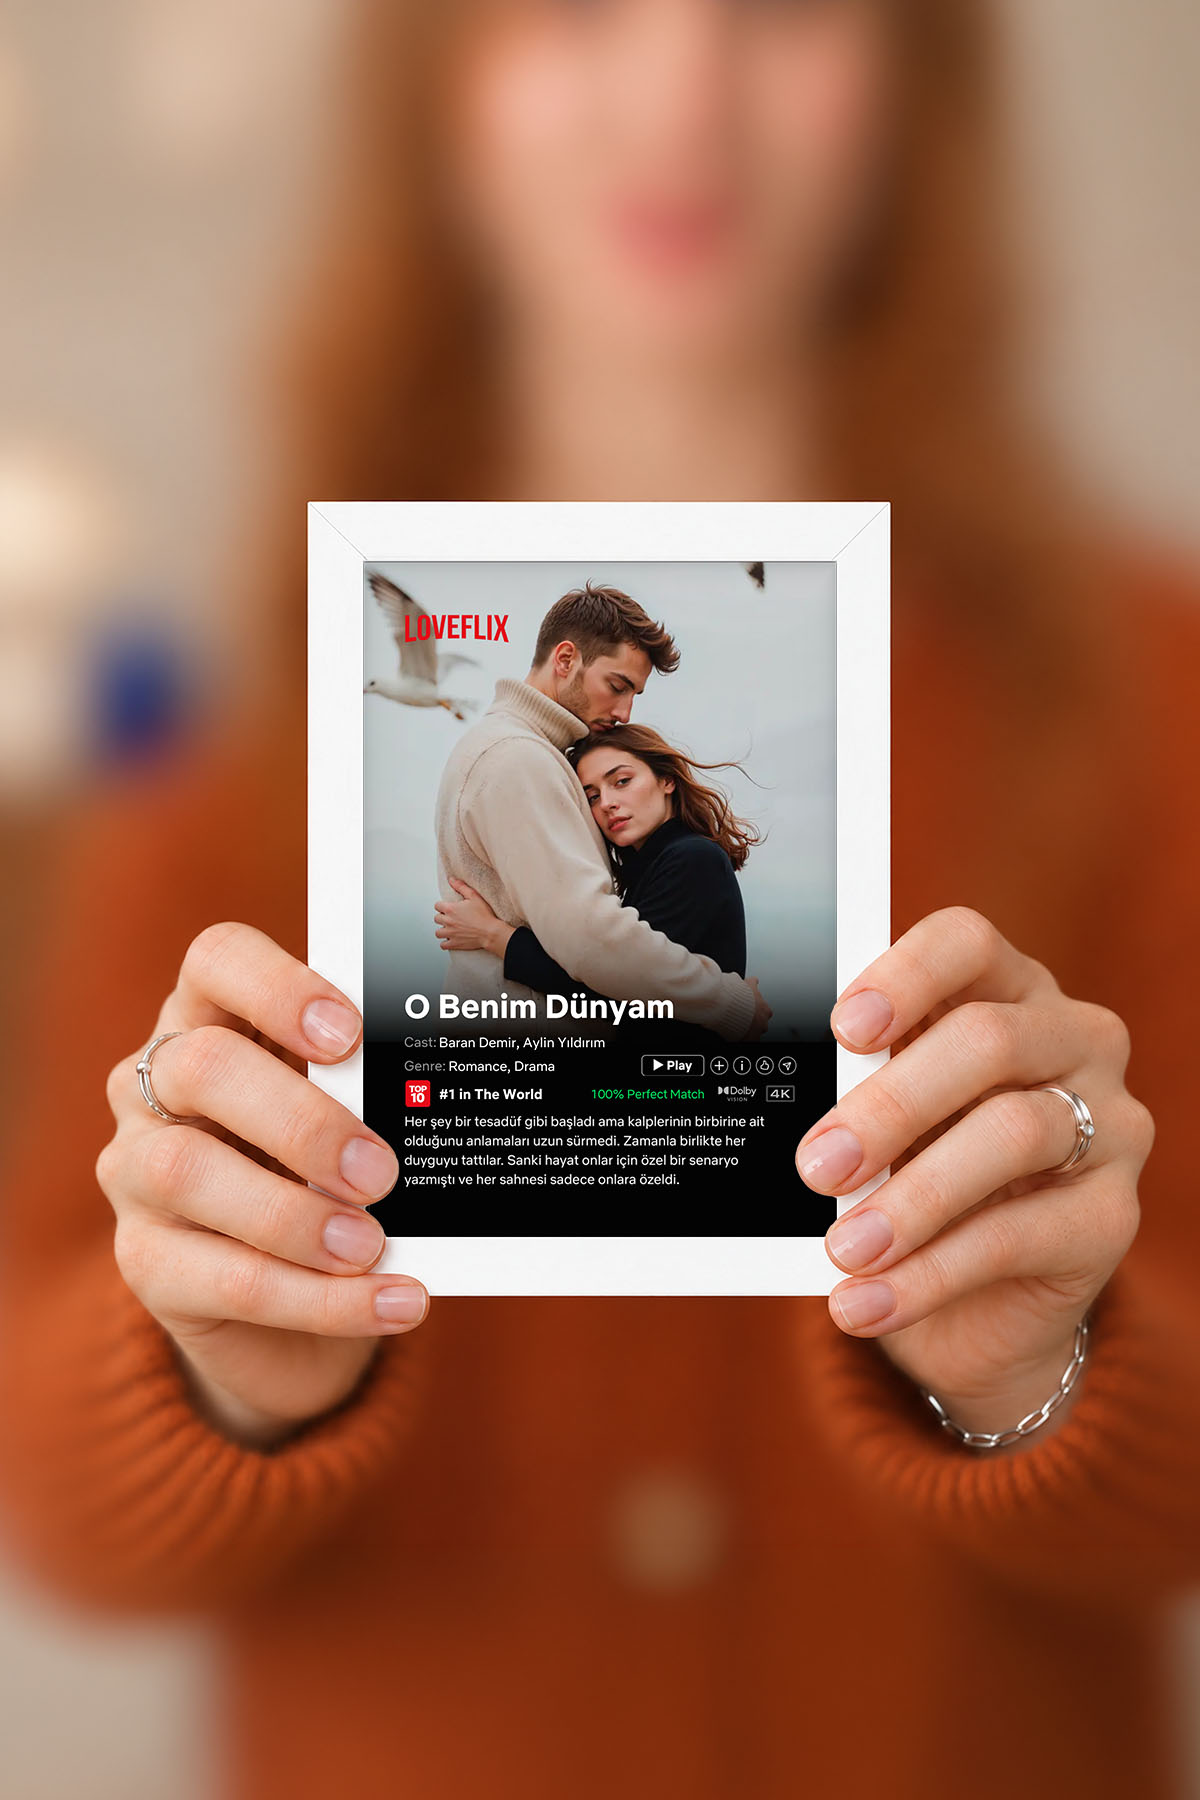 LOVEFLIX
O Benim Dünyam
Cast: Baran Demir, Aylin Yıldırım
Genre: Romance, Drama
Play
TOP
10
#1 in The World
100% Perfect Match
Dolby
VISION
4K
Her şey bir tesadüf gibi başladı ama kalplerinin birbirine ait
olduğunu anlamaları uzun sürmedi. Zamanla birlikte her
duyguyu tattılar. Sanki hayat onlar için özel bir senaryo
yazmıştı ve her sahnesi sadece onlara özeldi.